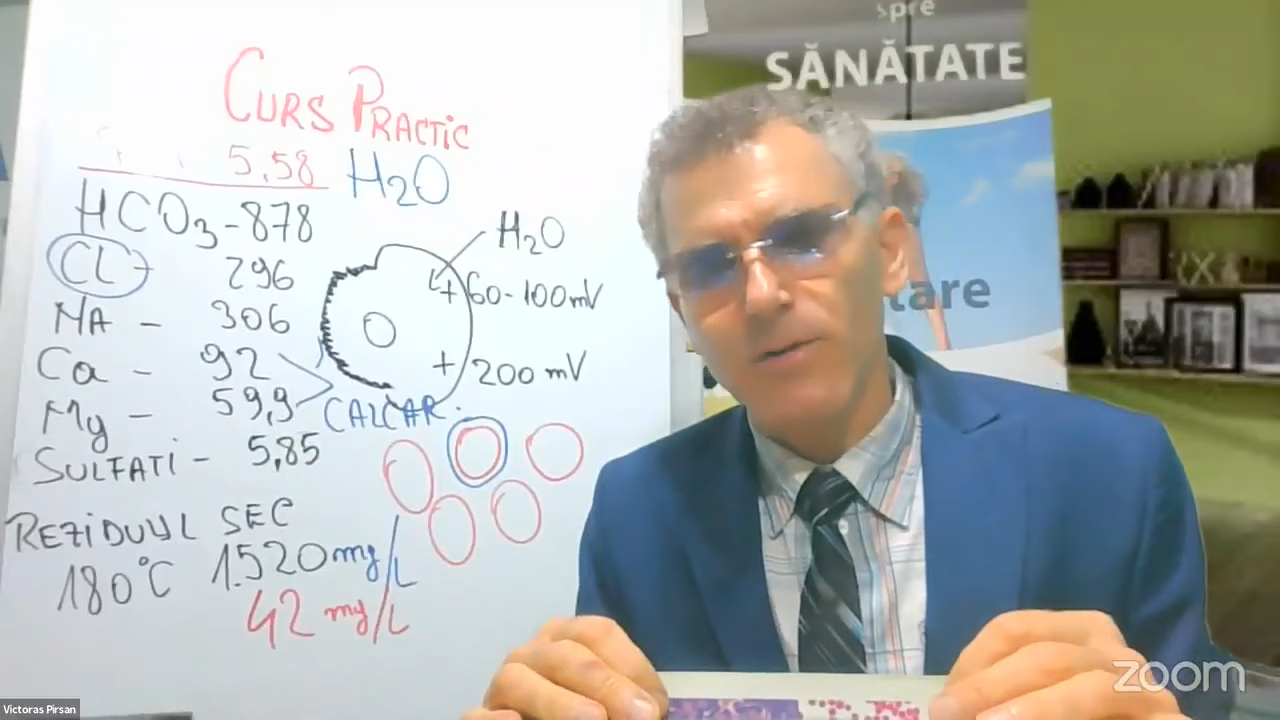 CURS PRACTIC
5,58 H2O
HCO3 - 878
CL - 296
NA - 306
Ca - 92
Mg - 59,9
SULFATI - 5,85
REZIDUUL SEC
180°C 1.520 mg/L
42 mg/L
H2O
+ 60-100mV
+ 200 mV
CALCAR.
spre
SĂNĂTATE
tare
zoom
Victoras Pirsan